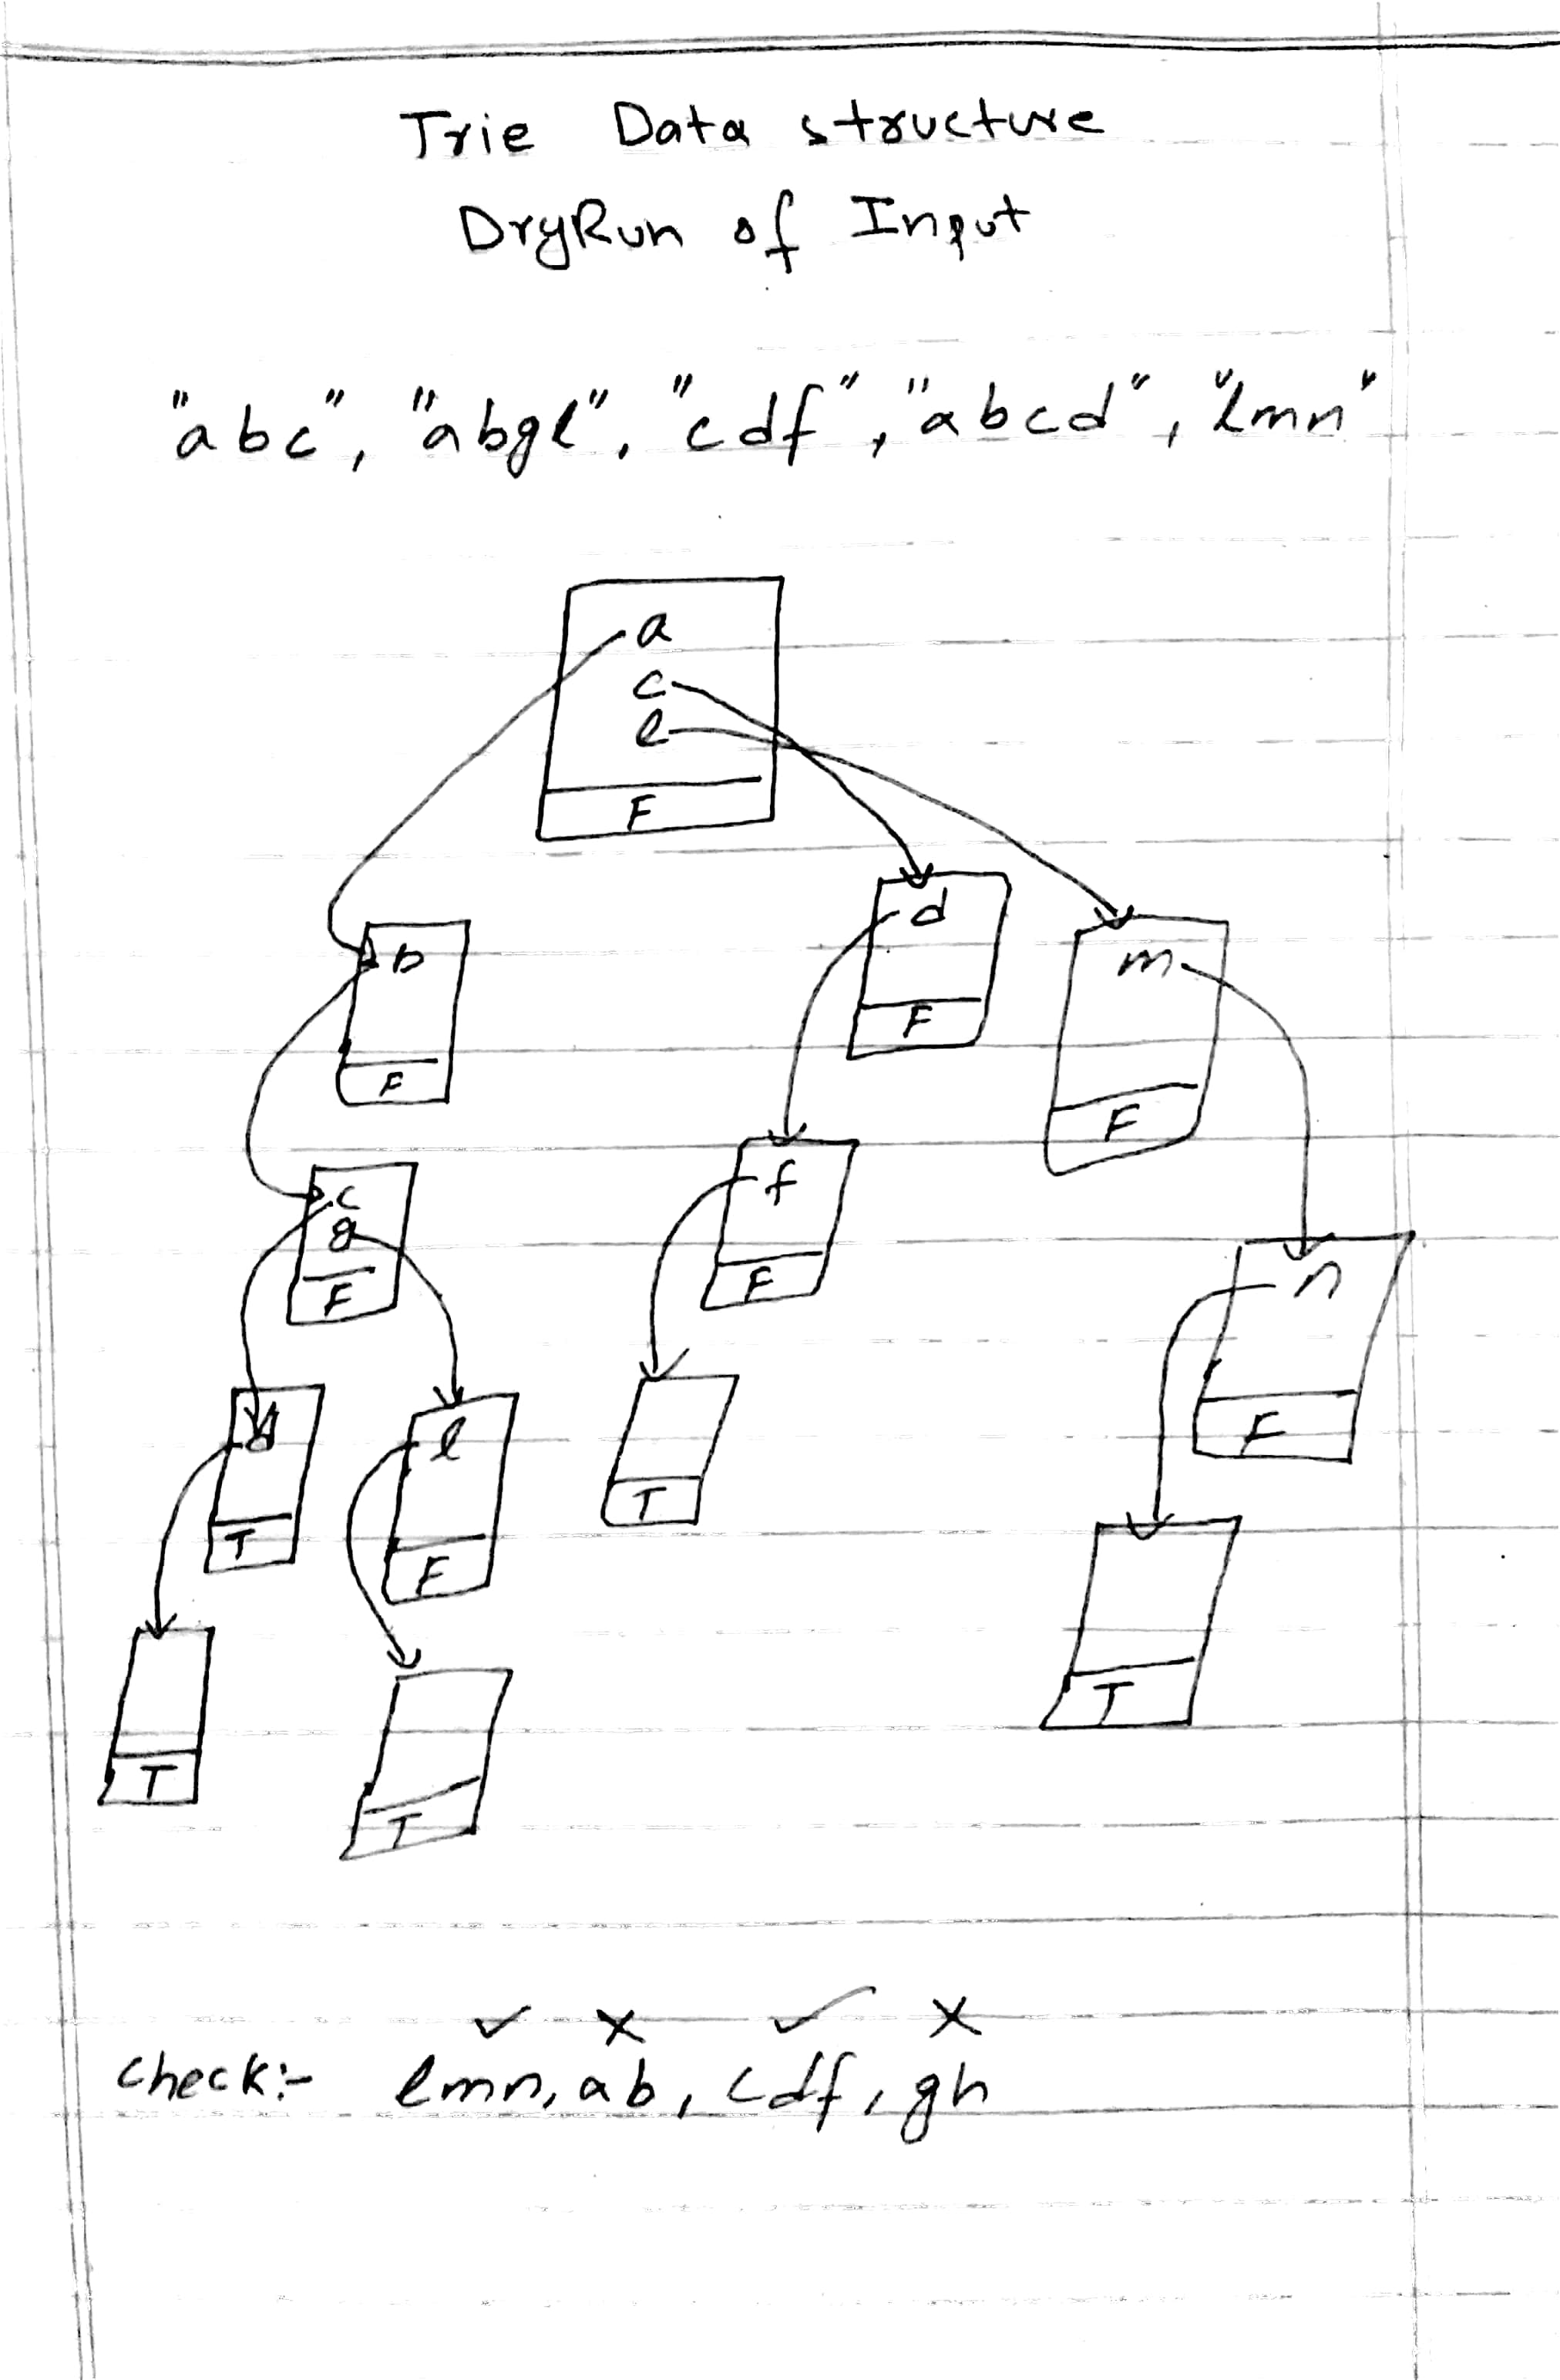 Trie Data structure
DryRun of Input
"abc", "abgl", "cdf", "abcd", "lmn"
a
c
l
F
b
F
d
F
m
F
c
g
F
f
F
n
F
d
T
l
F
T
T
T
T
✓ × ✓ ×
check:- lmn, ab, cdf, gh